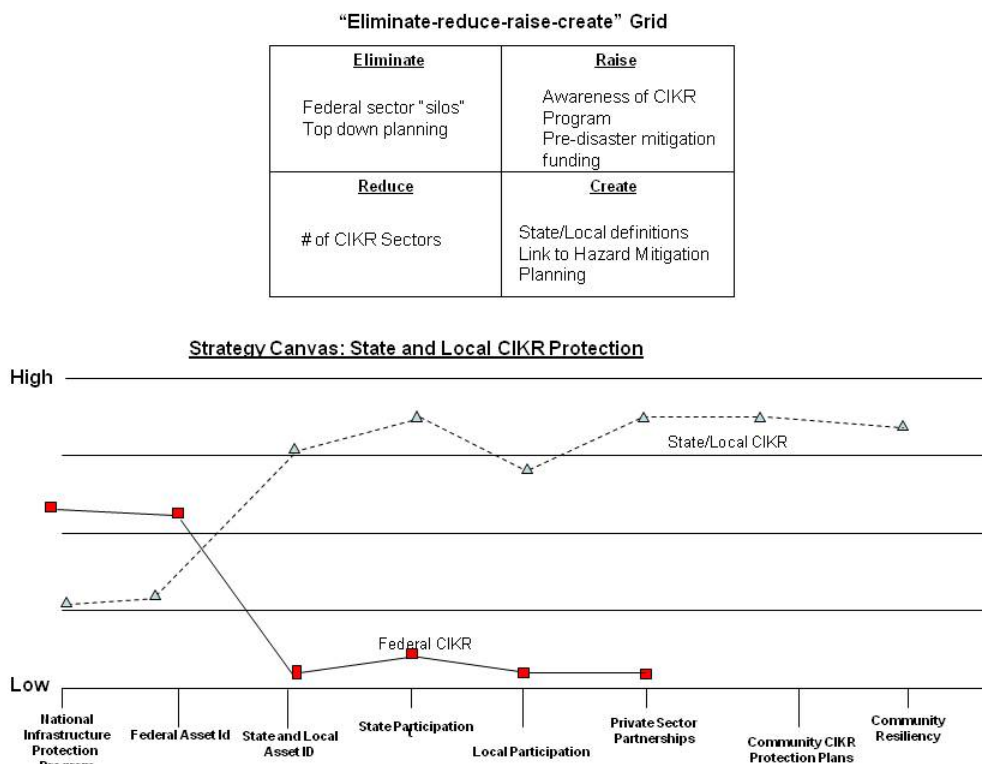 “Eliminate-reduce-raise-create” Grid
Eliminate
Federal sector "silos"
Top down planning
Raise
Awareness of CIKR
Program
Pre-disaster mitigation
funding
Reduce
# of CIKR Sectors
Create
State/Local definitions
Link to Hazard Mitigation
Planning
Strategy Canvas: State and Local CIKR Protection
High
State/Local CIKR
Federal CIKR
Low
National
Infrastructure
Protection
Program
Federal Asset Id
State and Local
Asset ID
State Participation
t
Local Participation
Private Sector
Partnerships
Community CIKR
Protection Plans
Community
Resiliency